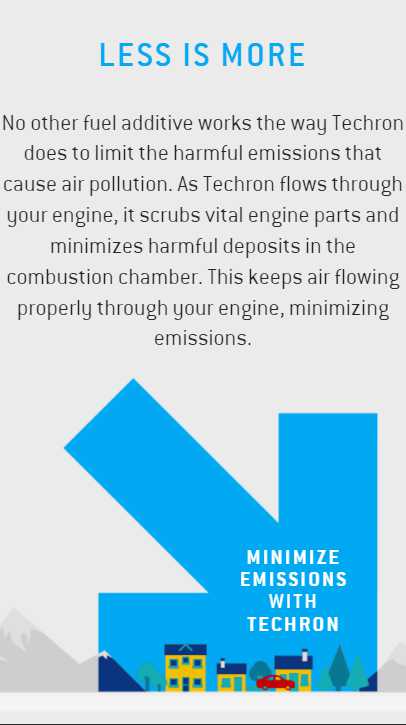 LESS IS MORE
No other fuel additive works the way Techron
does to limit the harmful emissions that
cause air pollution. As Techron flows through
your engine, it scrubs vital engine parts and
minimizes harmful deposits in the
combustion chamber. This keeps air flowing
properly through your engine, minimizing
emissions.
MINIMIZE
EMISSIONS
WITH
TECHRON